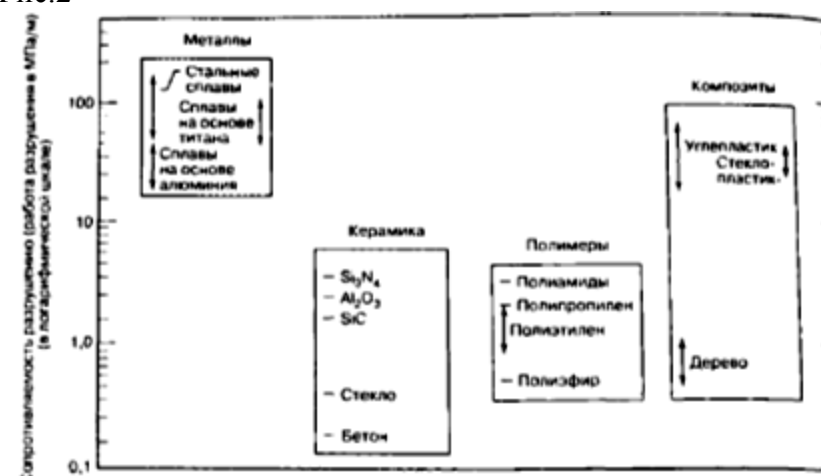 Рис.2
Сопротивляемость разрушению (работа разрушения в МПа/м)
(в логарифмической шкале)
100
10
1,0
0,1
Металлы
Стальные
сплавы
Сплавы
на основе
титана
Сплавы
на основе
алюминия
Керамика
Si₃N₄
Al₂O₃
SiC
Стекло
Бетон
Полимеры
Полиамиды
Полипропилен
Полиэтилен
Полиэфир
Композиты
Углепластик
Стекло-
пластик
Дерево